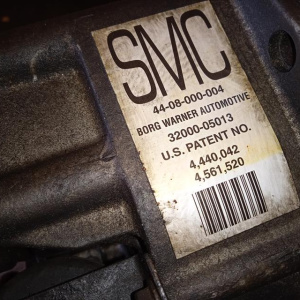 SMC
44-08-000-004
BORG WARNER AUTOMOTIVE
32000-05013
U.S. PATENT NO.
4,440,042
4,561,520